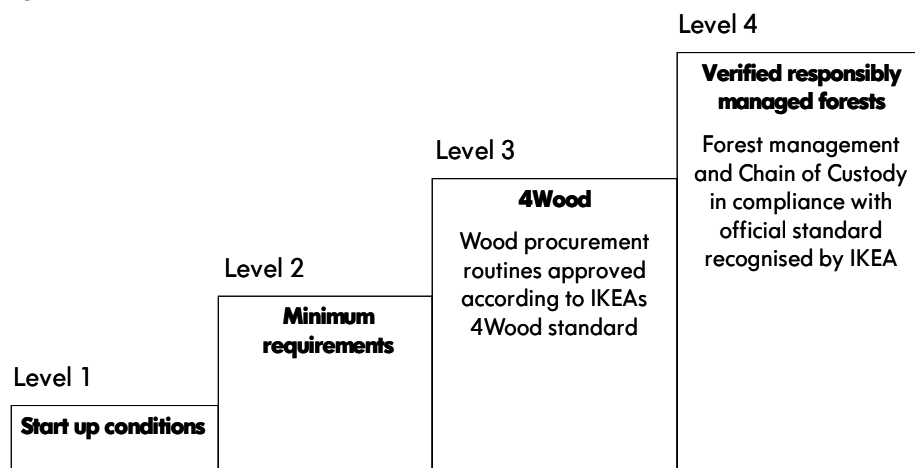 Level 1
Start up conditions
Level 2
Minimum
requirements
Level 3
4Wood
Wood procurement
routines approved
according to IKEAs
4Wood standard
Level 4
Verified responsibly
managed forests
Forest management
and Chain of Custody
in compliance with
official standard
recognised by IKEA